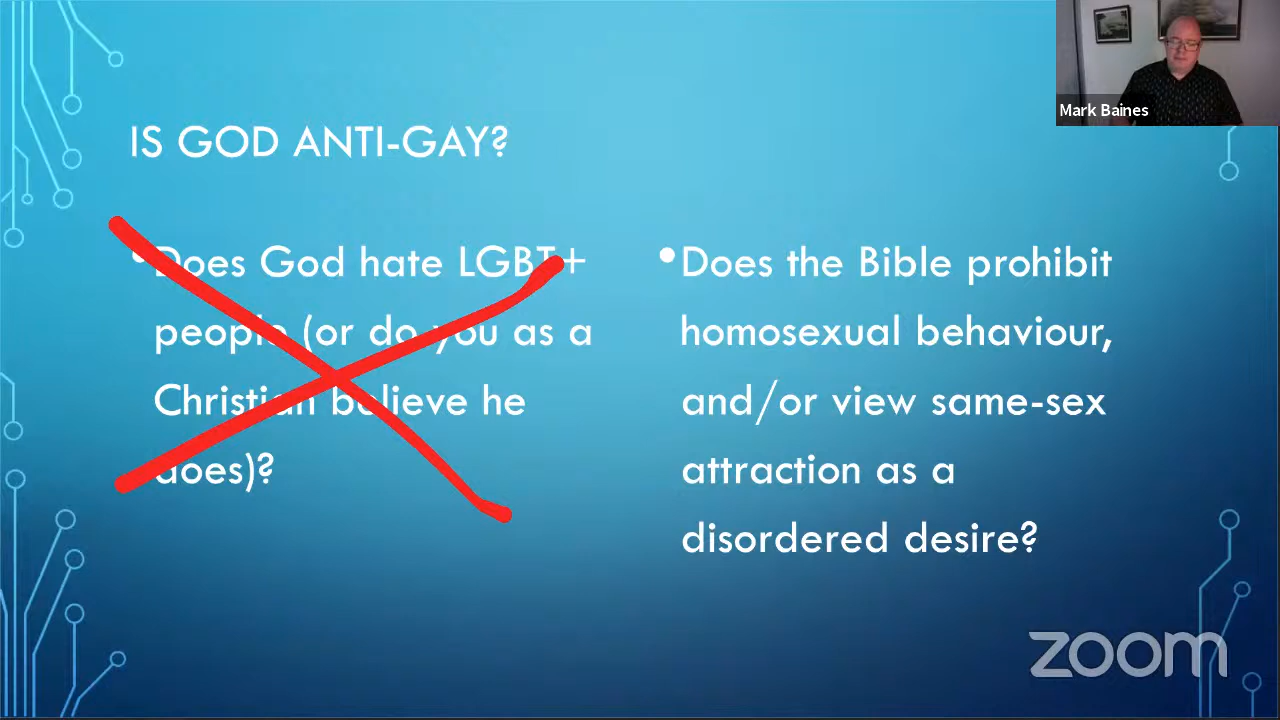 Mark Baines
IS GOD ANTI-GAY?
• Does God hate LGBT+
people (or do you as a
Christian believe he
does)?
• Does the Bible prohibit
homosexual behaviour,
and/or view same-sex
attraction as a
disordered desire?
zoom